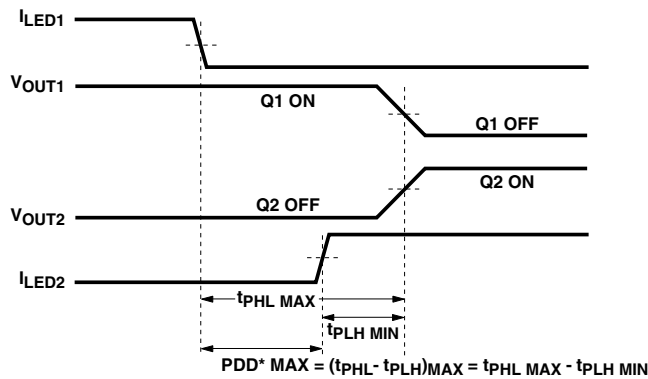 ILED1
VOUT1
Q1 ON
Q1 OFF
Q2 ON
Q2 OFF
VOUT2
ILED2
tPHL MAX
tPLH MIN
PDD* MAX = (tPHL- tPLH)MAX = tPHL MAX - tPLH MIN